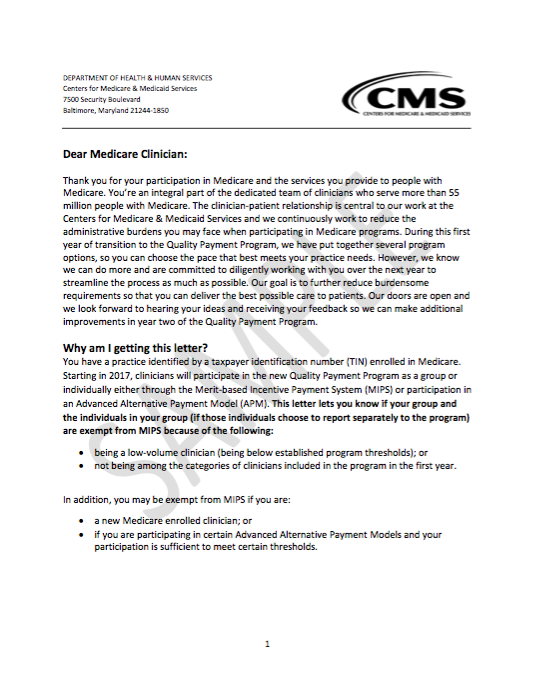 DEPARTMENT OF HEALTH & HUMAN SERVICES
Centers for Medicare & Medicaid Services
7500 Security Boulevard
Baltimore, Maryland 21244-1850
CMS
CENTERS FOR MEDICARE & MEDICAID SERVICES
Dear Medicare Clinician:
Thank you for your participation in Medicare and the services you provide to people with
Medicare. You're an integral part of the dedicated team of clinicians who serve more than 55
million people with Medicare. The clinician-patient relationship is central to our work at the
Centers for Medicare & Medicaid Services and we continuously work to reduce the
administrative burdens you may face when participating in Medicare programs. During this first
year of transition to the Quality Payment Program, we have put together several program
options, so you can choose the pace that best meets your practice needs. However, we know
we can do more and are committed to diligently working with you over the next year to
streamline the process as much as possible. Our goal is to further reduce burdensome
requirements so that you can deliver the best possible care to patients. Our doors are open and
we look forward to hearing your ideas and receiving your feedback so we can make additional
improvements in year two of the Quality Payment Program.
Why am I getting this letter?
You have a practice identified by a taxpayer identification number (TIN) enrolled in Medicare.
Starting in 2017, clinicians will participate in the new Quality Payment Program as a group or
individually either through the Merit-based Incentive Payment System (MIPS) or participation in
an Advanced Alternative Payment Model (APM). This letter lets you know if your group and
the individuals in your group (if those individuals choose to report separately to the program)
are exempt from MIPS because of the following:
• being a low-volume clinician (being below established program thresholds); or
• not being among the categories of clinicians included in the program in the first year.
In addition, you may be exempt from MIPS if you are:
• a new Medicare enrolled clinician; or
• if you are participating in certain Advanced Alternative Payment Models and your
participation is sufficient to meet certain thresholds.
SAMPLE
1